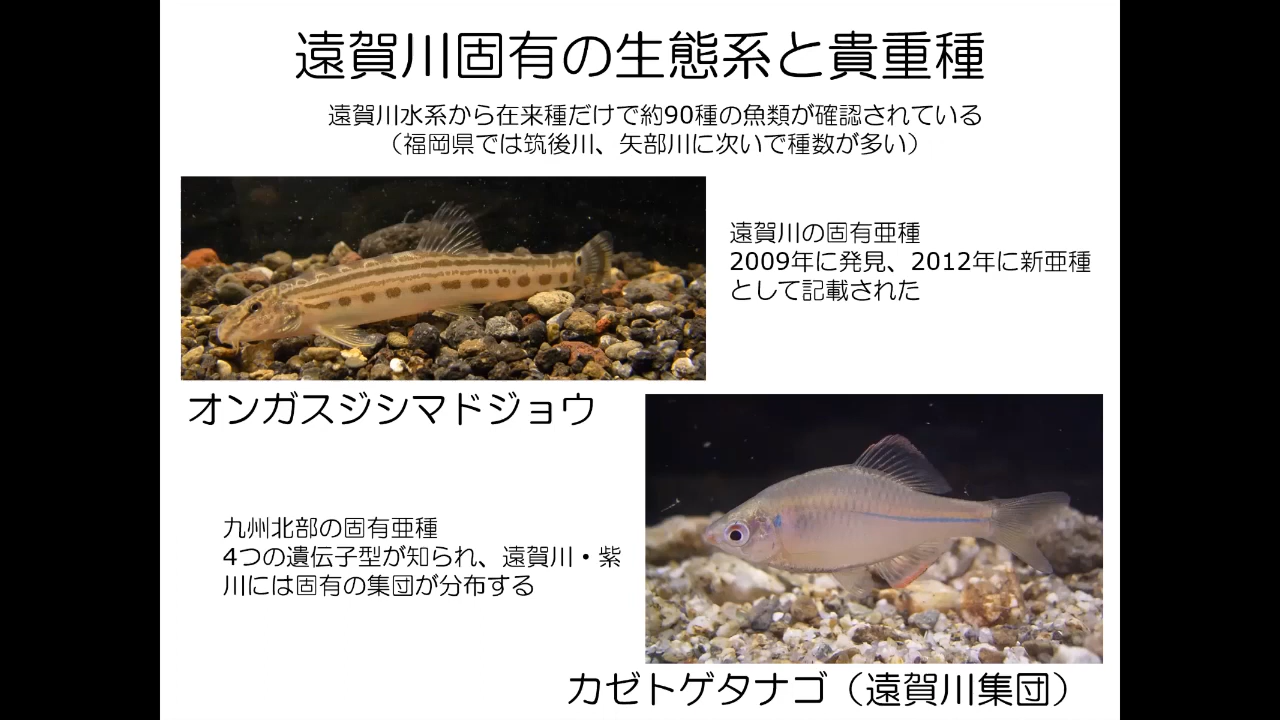 遠賀川固有の生態系と貴重種
遠賀川水系から在来種だけで約90種の魚類が確認されている
（福岡県では筑後川、矢部川に次いで種数が多い）
遠賀川の固有亜種
2009年に発見、2012年に新亜種
として記載された
オンガスジシマドジョウ
九州北部の固有亜種
4つの遺伝子型が知られ、遠賀川・紫
川には固有の集団が分布する
カゼトゲタナゴ（遠賀川集団）